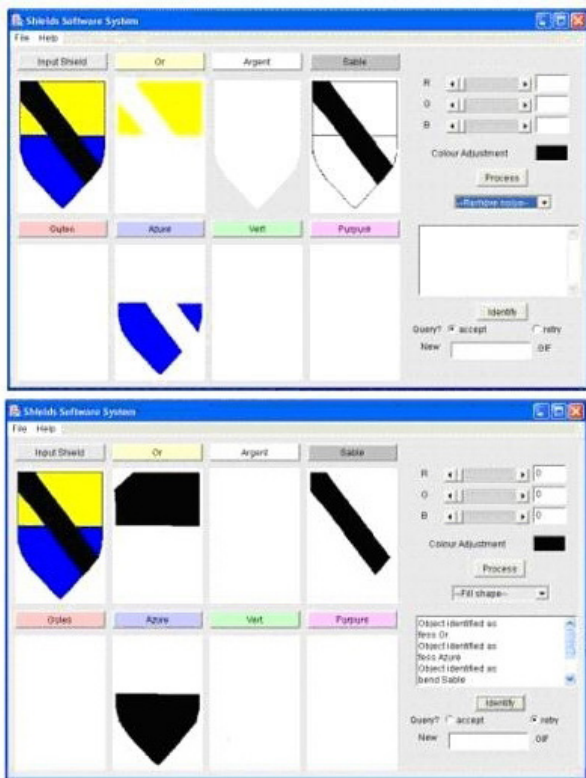 Shields Software System
File Help
Input Shield Or Argent Sable
R
G
B
Colour Adjustment
Process
--Remove noise--
Gules Azure Vert Purpure
Identify
Query? accept retry
New .GIF
Shields Software System
File Help
Input Shield Or Argent Sable
R 0
G 0
B 0
Colour Adjustment
Process
--Fill shape--
Gules Azure Vert Purpure
Object identified as
fess Or
Object identified as
fess Azure
Object identified as
bend Sable
Identify
Query? accept retry
New .GIF